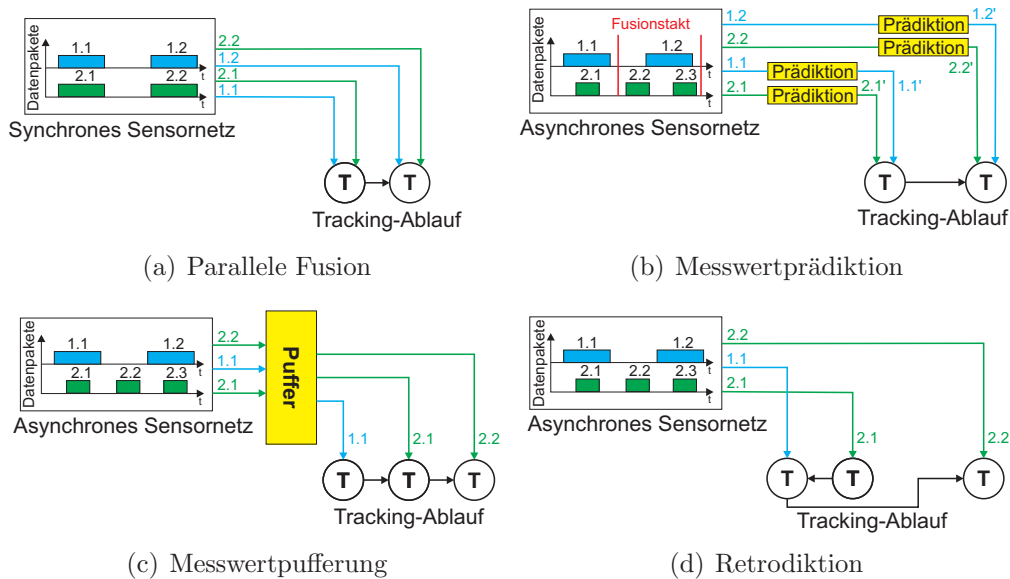 Datenpakete
1.1
1.2
t
2.1
2.2
t
2.2
1.2
2.1
1.1
Synchrones Sensornetz
T
T
Tracking-Ablauf
(a) Parallele Fusion
Datenpakete
Fusionstakt
1.1
1.2
t
2.1
2.2
2.3
t
1.2
2.2
1.1
2.1
Prädiktion
Prädiktion
Prädiktion
Prädiktion
1.2'
2.2'
2.1'
1.1'
Asynchrones Sensornetz
T
T
Tracking-Ablauf
(b) Messwertprädiktion
Datenpakete
1.1
1.2
t
2.1
2.2
2.3
t
2.2
1.1
2.1
Puffer
Asynchrones Sensornetz
1.1
2.1
2.2
T
T
T
Tracking-Ablauf
(c) Messwertpufferung
Datenpakete
1.1
1.2
t
2.1
2.2
2.3
t
2.2
1.1
2.1
Asynchrones Sensornetz
2.1
2.2
T
T
T
Tracking-Ablauf
(d) Retrodiktion